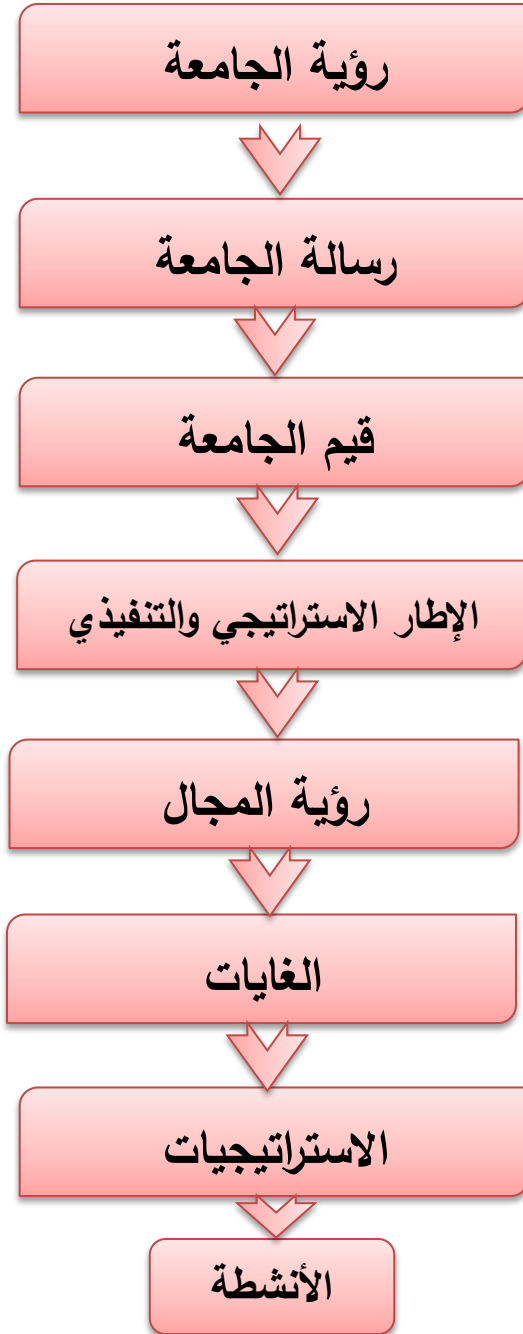 رؤية الجامعة
رسالة الجامعة
قيم الجامعة
الإطار الاستراتيجي والتنفيذي
رؤية المجال
الغايات
الاستراتيجيات
الأنشطة